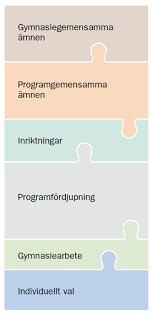 Gymnasiegemensamma
ämnen
Programgemensamma
ämnen
Inriktningar
Programfördjupning
Gymnasiearbete
Individuellt val